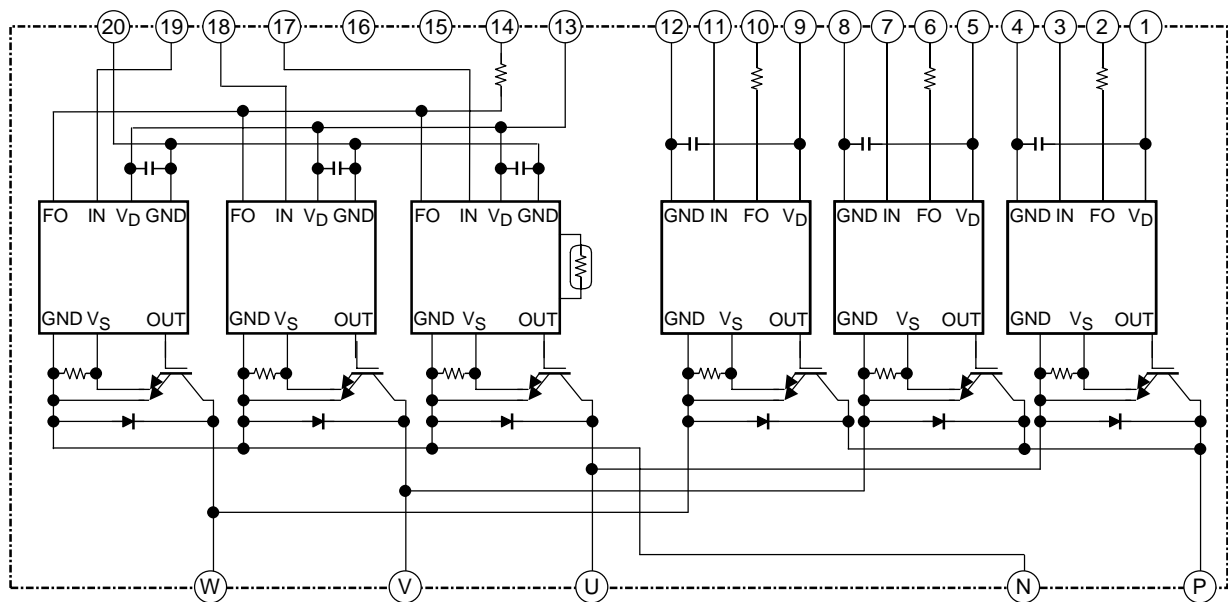 20 19 18 17 16 15 14 13 12 11 10 9 8 7 6 5 4 3 2 1
FO IN VD GND FO IN VD GND FO IN VD GND GND IN FO VD GND IN FO VD GND IN FO VD
GND VS OUT GND VS OUT GND VS OUT GND VS OUT GND VS OUT GND VS OUT
W V U N P